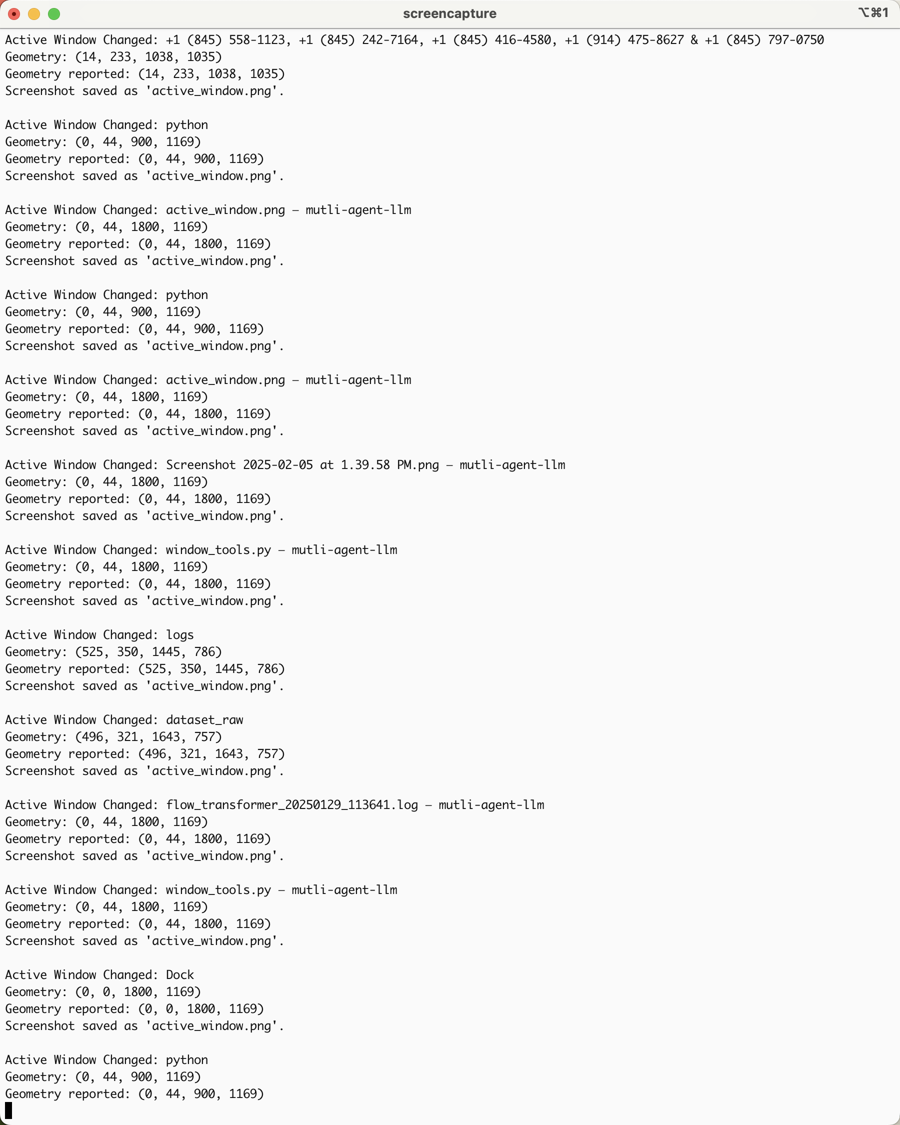 screencapture
⌥⌘1
Active Window Changed: +1 (845) 558-1123, +1 (845) 242-7164, +1 (845) 416-4580, +1 (914) 475-8627 & +1 (845) 797-0750
Geometry: (14, 233, 1038, 1035)
Geometry reported: (14, 233, 1038, 1035)
Screenshot saved as 'active_window.png'.

Active Window Changed: python
Geometry: (0, 44, 900, 1169)
Geometry reported: (0, 44, 900, 1169)
Screenshot saved as 'active_window.png'.

Active Window Changed: active_window.png — mutli-agent-llm
Geometry: (0, 44, 1800, 1169)
Geometry reported: (0, 44, 1800, 1169)
Screenshot saved as 'active_window.png'.

Active Window Changed: python
Geometry: (0, 44, 900, 1169)
Geometry reported: (0, 44, 900, 1169)
Screenshot saved as 'active_window.png'.

Active Window Changed: active_window.png — mutli-agent-llm
Geometry: (0, 44, 1800, 1169)
Geometry reported: (0, 44, 1800, 1169)
Screenshot saved as 'active_window.png'.

Active Window Changed: Screenshot 2025-02-05 at 1.39.58 PM.png — mutli-agent-llm
Geometry: (0, 44, 1800, 1169)
Geometry reported: (0, 44, 1800, 1169)
Screenshot saved as 'active_window.png'.

Active Window Changed: window_tools.py — mutli-agent-llm
Geometry: (0, 44, 1800, 1169)
Geometry reported: (0, 44, 1800, 1169)
Screenshot saved as 'active_window.png'.

Active Window Changed: logs
Geometry: (525, 350, 1445, 786)
Geometry reported: (525, 350, 1445, 786)
Screenshot saved as 'active_window.png'.

Active Window Changed: dataset_raw
Geometry: (496, 321, 1643, 757)
Geometry reported: (496, 321, 1643, 757)
Screenshot saved as 'active_window.png'.

Active Window Changed: flow_transformer_20250129_113641.log — mutli-agent-llm
Geometry: (0, 44, 1800, 1169)
Geometry reported: (0, 44, 1800, 1169)
Screenshot saved as 'active_window.png'.

Active Window Changed: window_tools.py — mutli-agent-llm
Geometry: (0, 44, 1800, 1169)
Geometry reported: (0, 44, 1800, 1169)
Screenshot saved as 'active_window.png'.

Active Window Changed: Dock
Geometry: (0, 0, 1800, 1169)
Geometry reported: (0, 0, 1800, 1169)
Screenshot saved as 'active_window.png'.

Active Window Changed: python
Geometry: (0, 44, 900, 1169)
Geometry reported: (0, 44, 900, 1169)